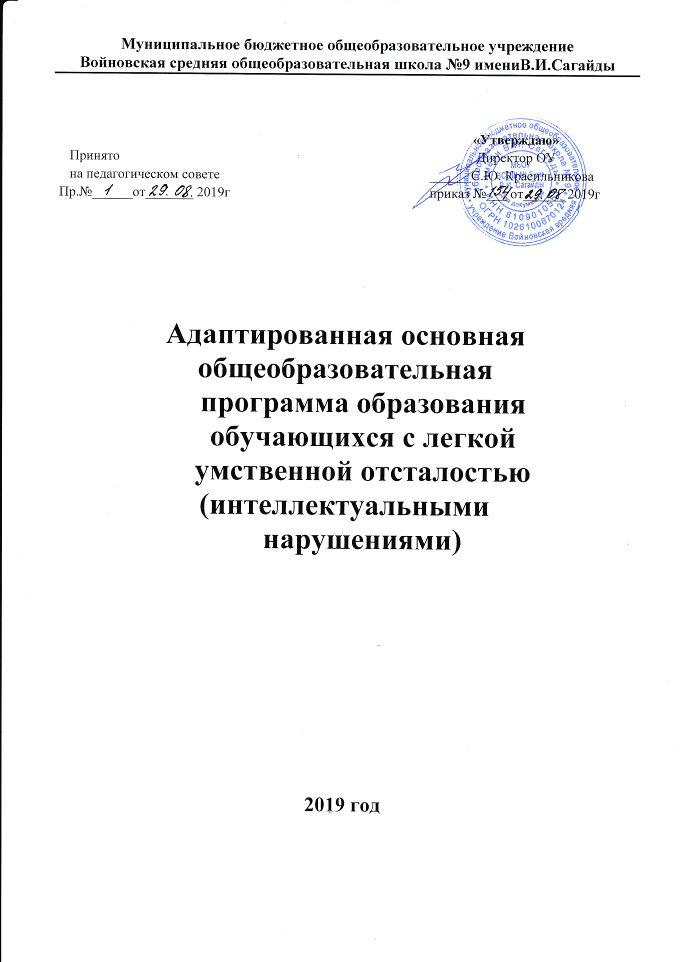 Муниципальное бюджетное общеобразовательное учреждение
Войновская средняя общеобразовательная школа №9 имениВ.И.Сагайды
«Утверждаю»
Принято
Директор ОУ
на педагогическом совете
С.Ю. Красильникова
Пр.№ 1 от 29. 08. 2019г
приказ № от 29.08 2019г
ОГРН 1026100870124
Адаптированная основная
общеобразовательная
программа образования
обучающихся с легкой
умственной отсталостью
(интеллектуальными
нарушениями)
2019 год